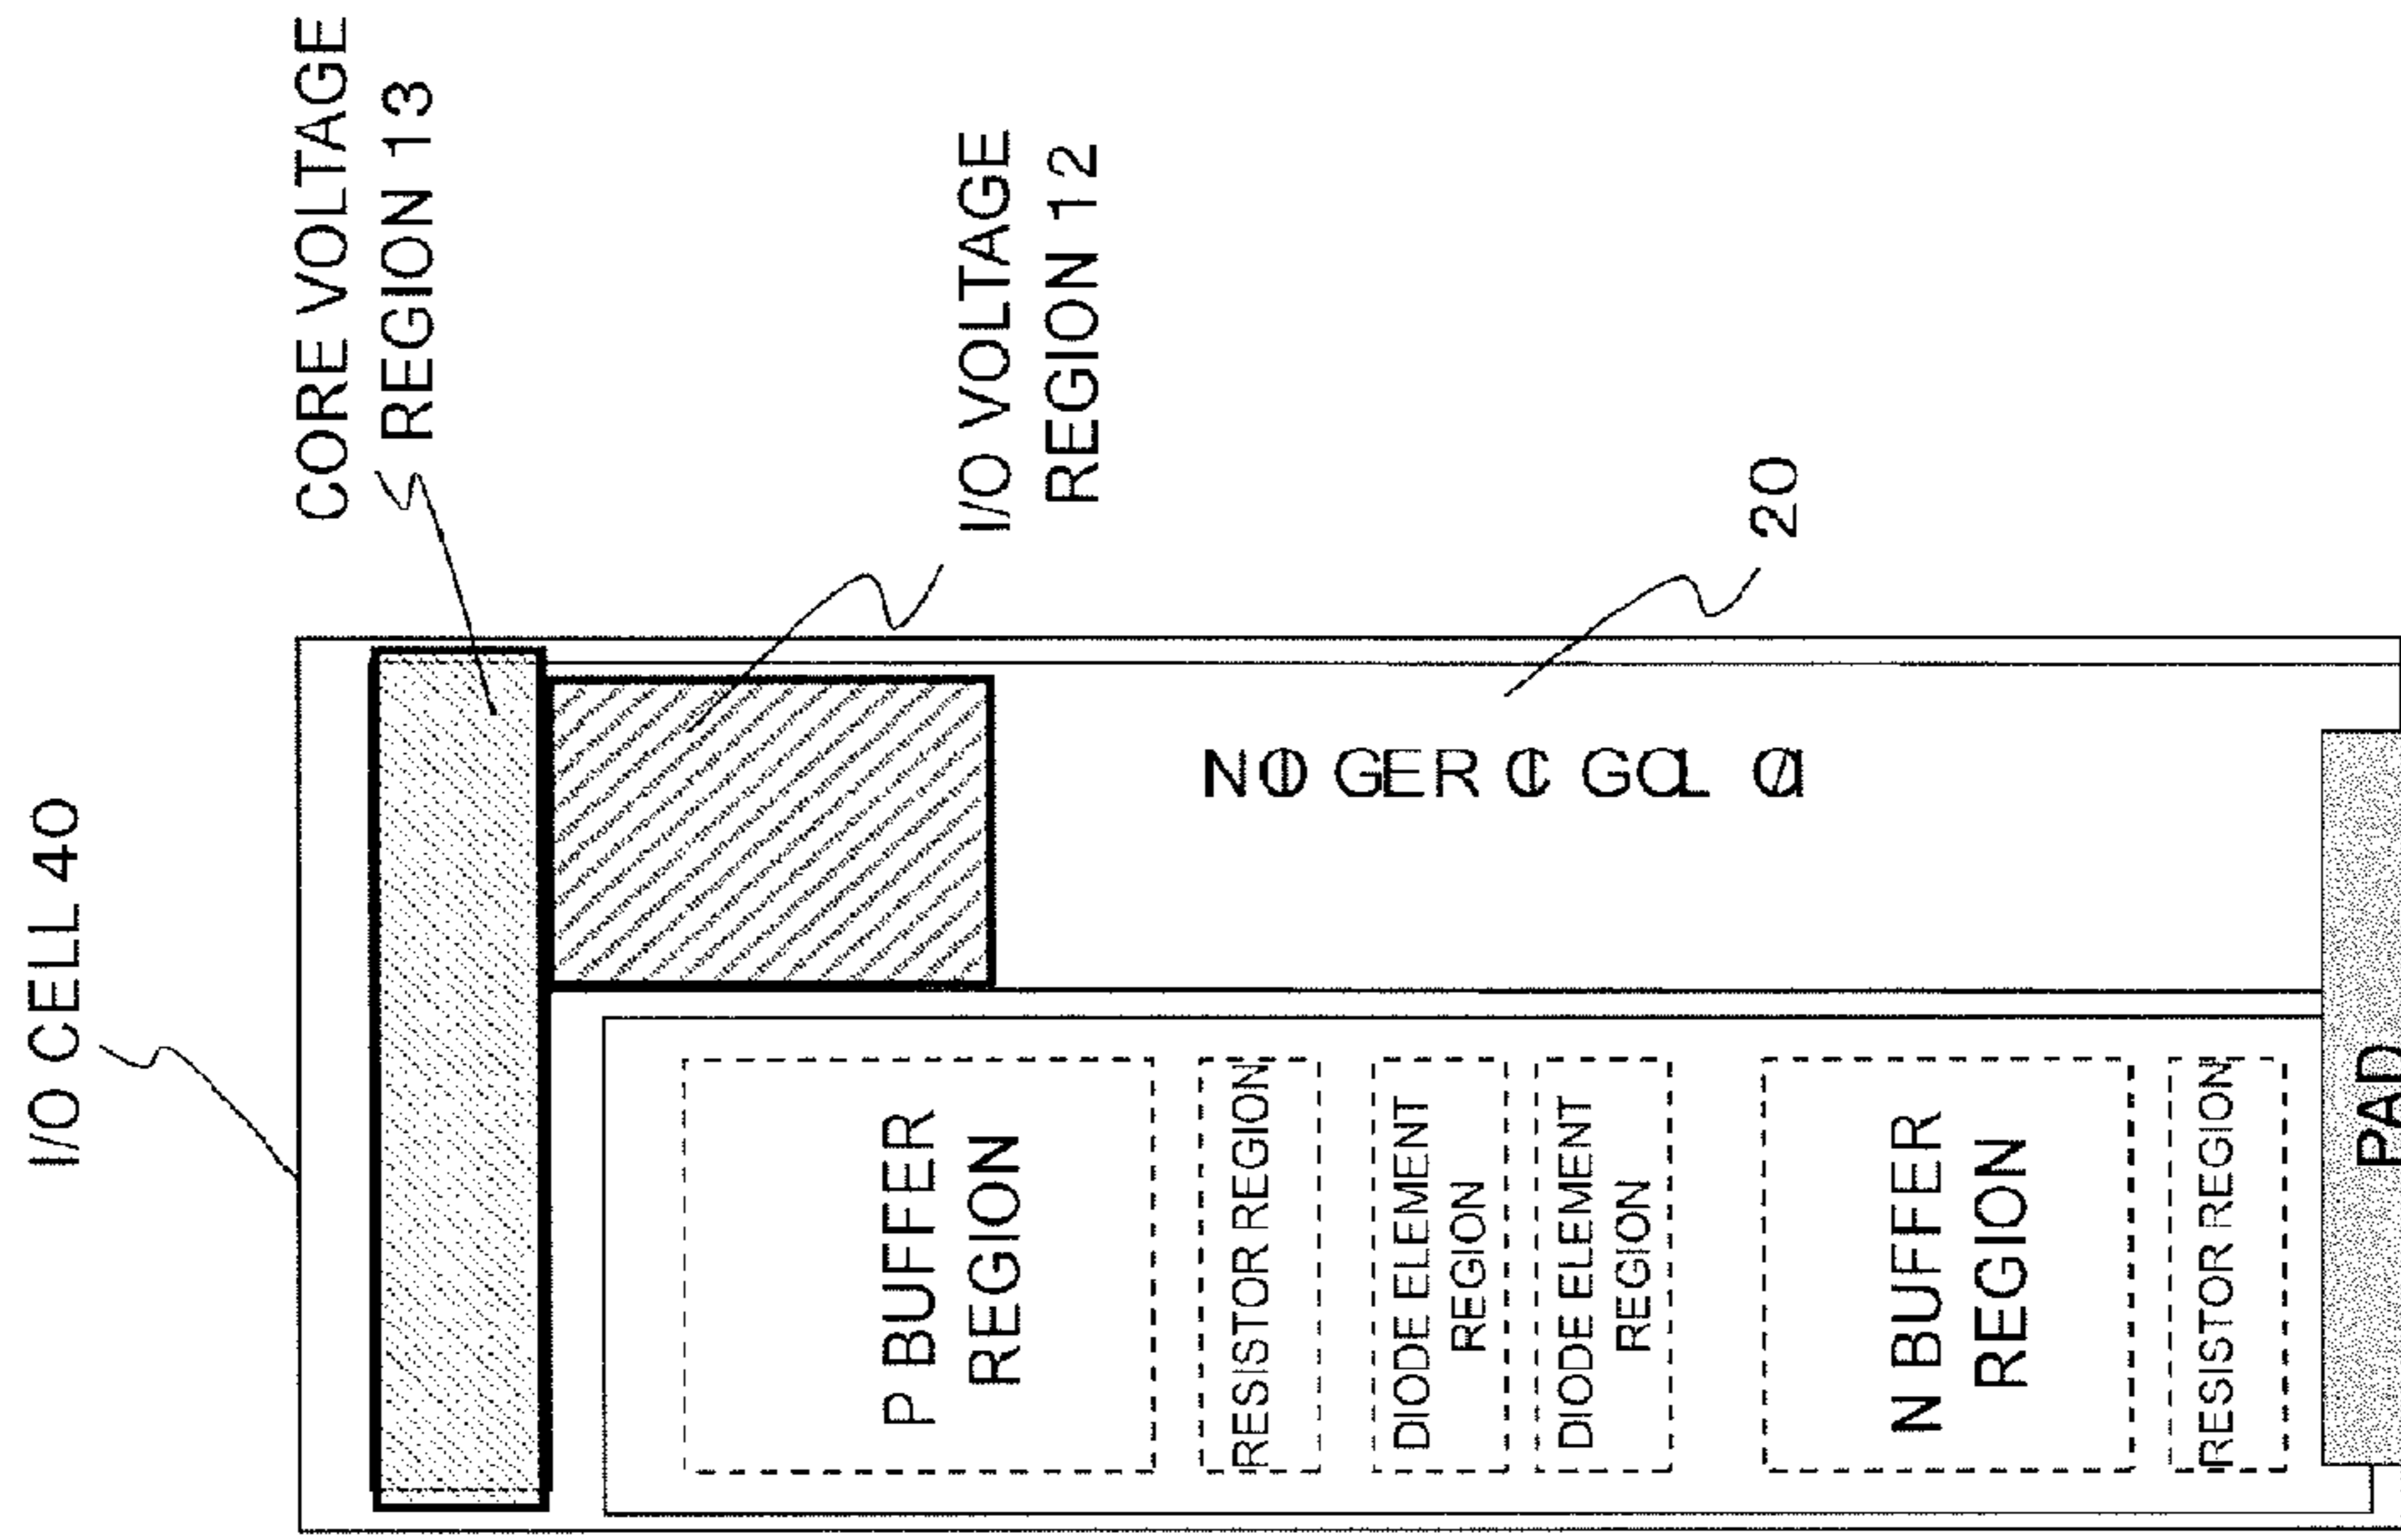 I/O CELL 40
CORE VOLTAGE
REGION 13
I/O VOLTAGE
REGION 12
20
P BUFFER
REGION
RESISTOR REGION
DIODE ELEMENT
REGION
DIODE ELEMENT
REGION
N BUFFER
REGION
RESISTOR REGION
PAD